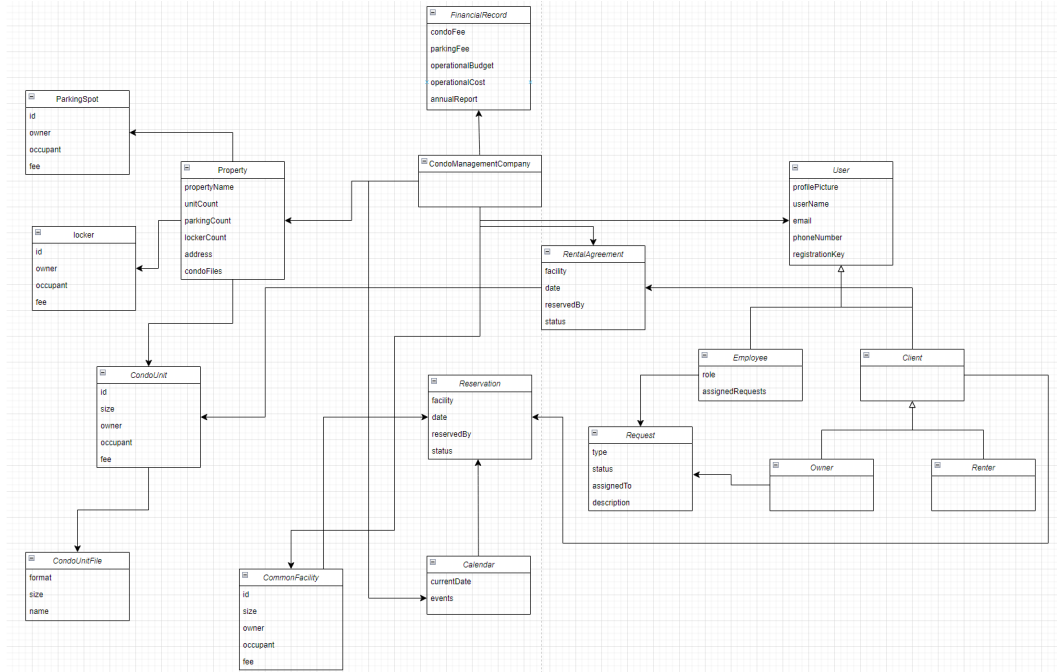 FinancialRecord
condoFee
parkingFee
operationalBudget
operationalCost
annualReport
ParkingSpot
id
owner
occupant
fee
CondoManagementCompany
Property
propertyName
unitCount
parkingCount
lockerCount
address
condoFiles
User
profilePicture
userName
email
phoneNumber
registrationKey
locker
id
owner
occupant
fee
RentalAgreement
facility
date
reservedBy
status
Employee
role
assignedRequests
Client
CondoUnit
id
size
owner
occupant
fee
Reservation
facility
date
reservedBy
status
Request
type
status
assignedTo
description
Owner
Renter
CondoUnitFile
format
size
name
CommonFacility
id
size
owner
occupant
fee
Calendar
currentDate
events